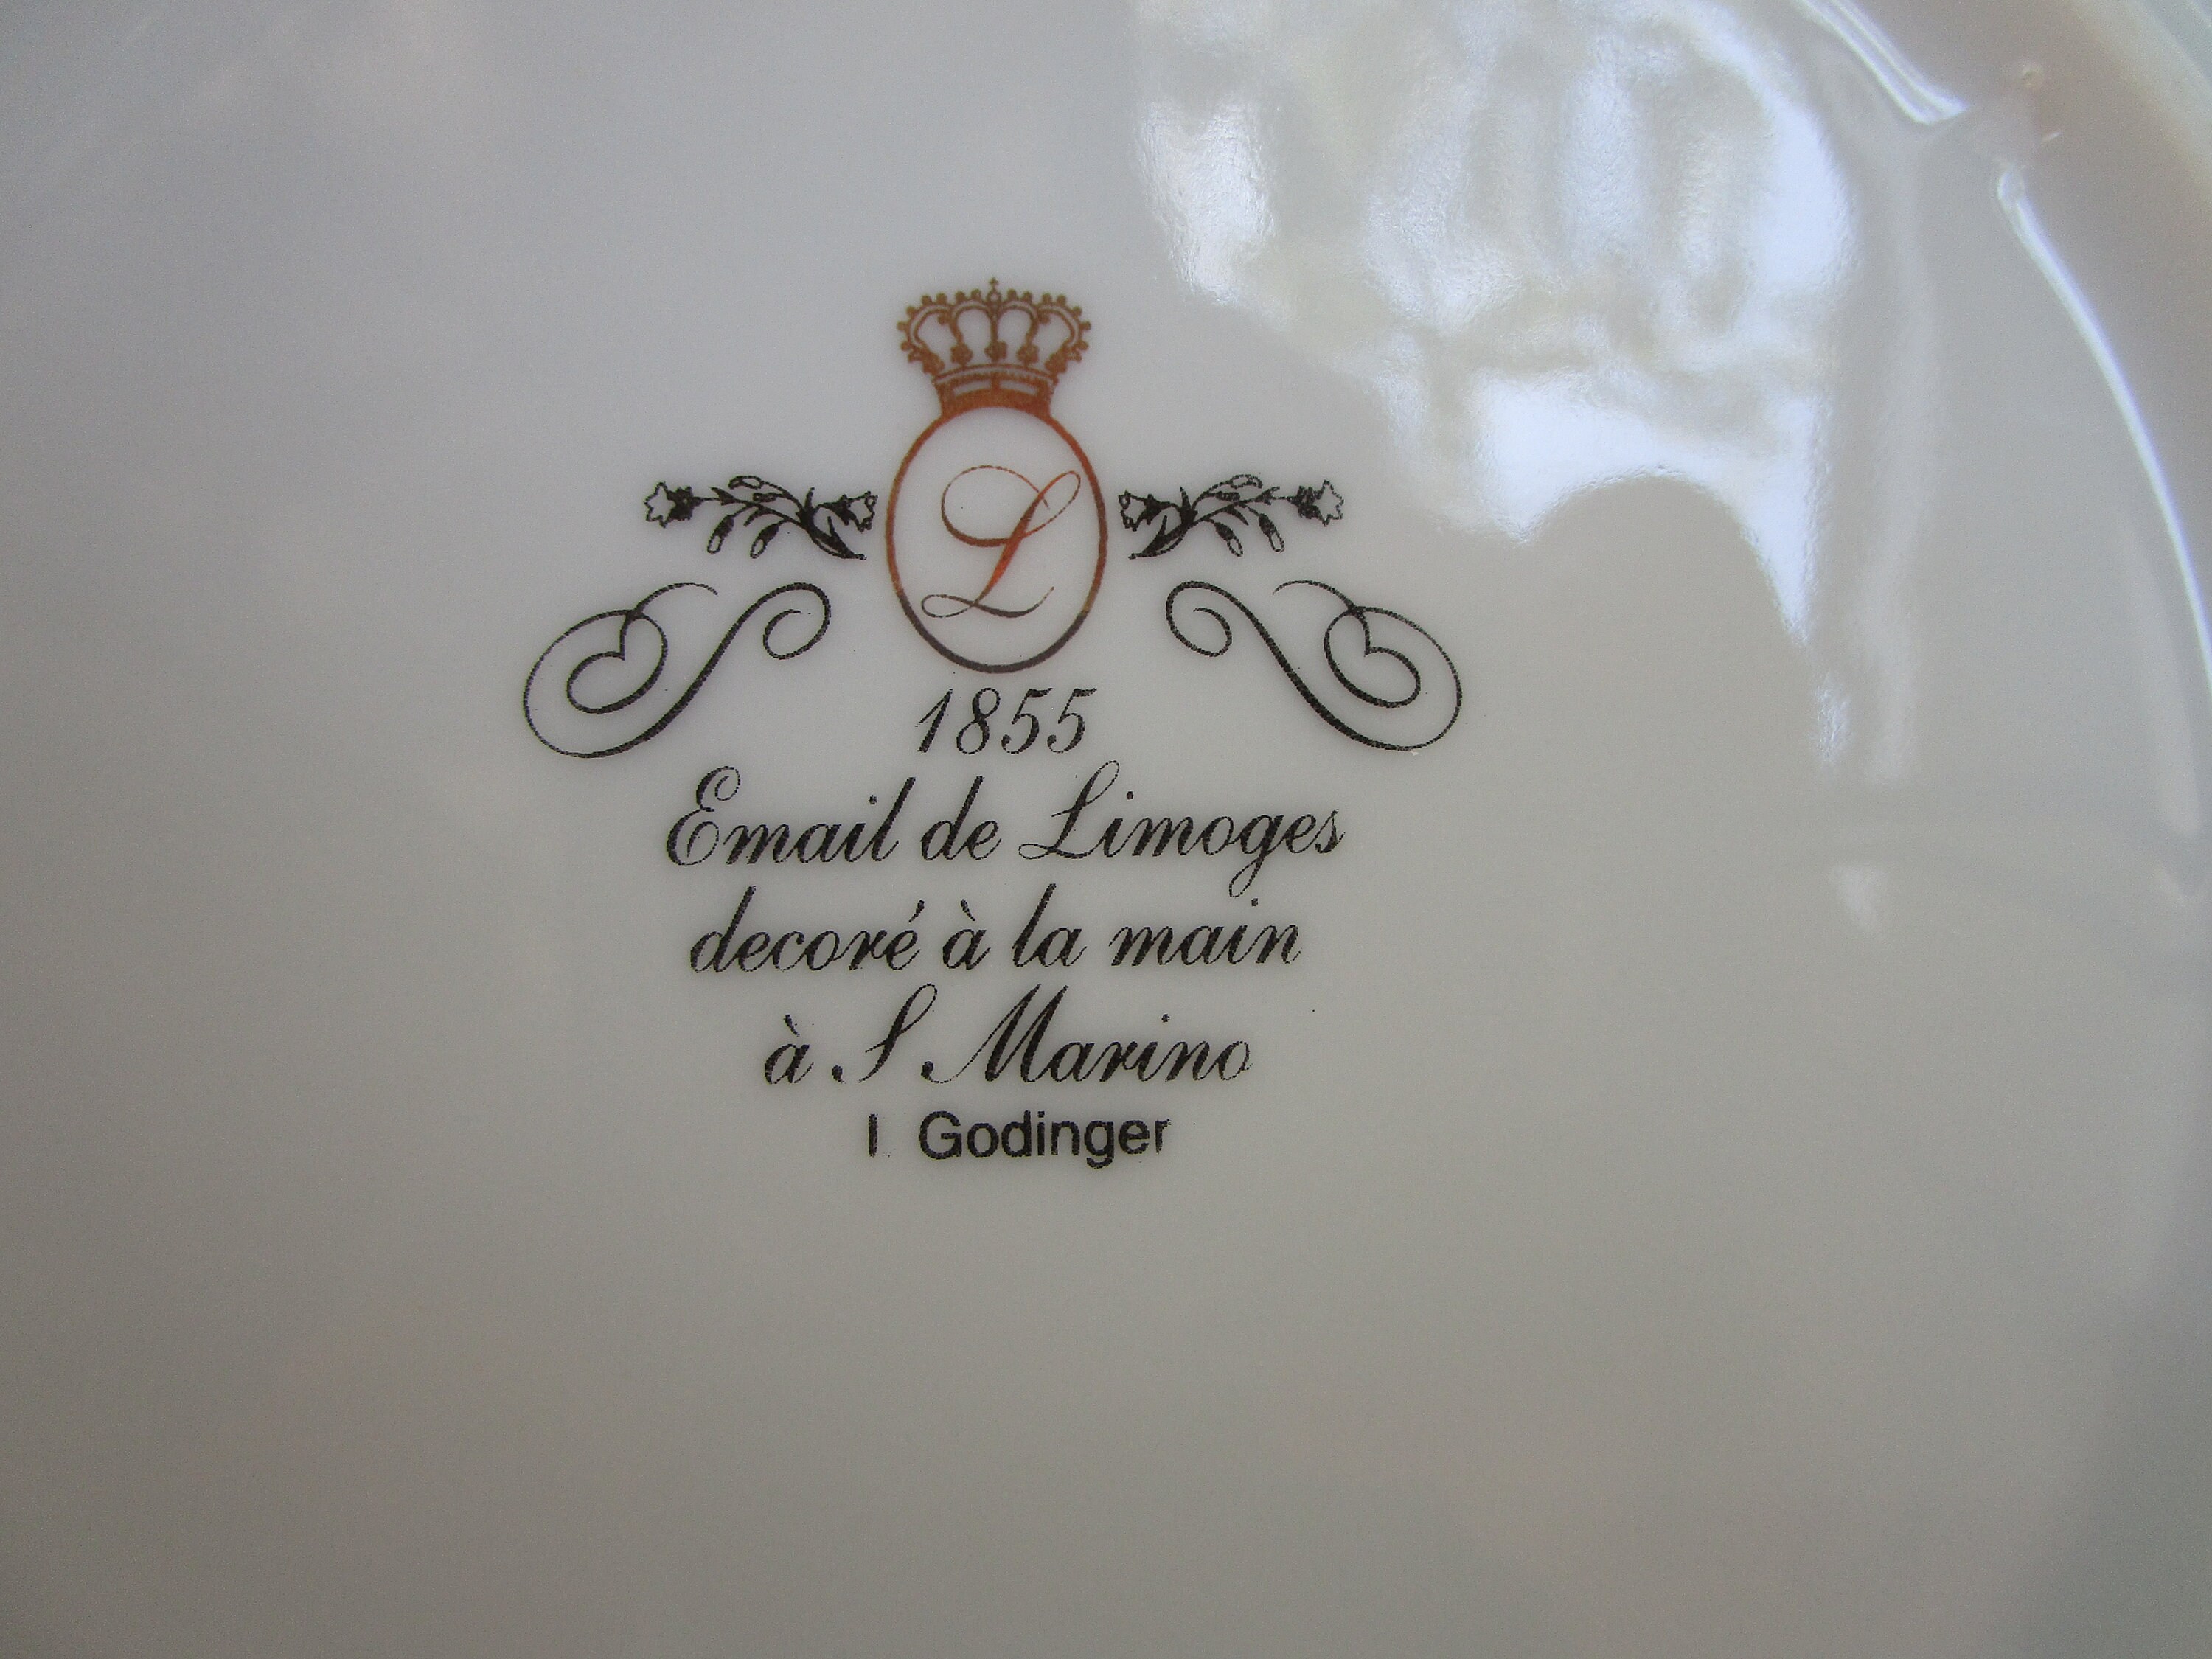 L
1855
Email de Limoges
decoré à la main
à S. Marino
I. Godinger